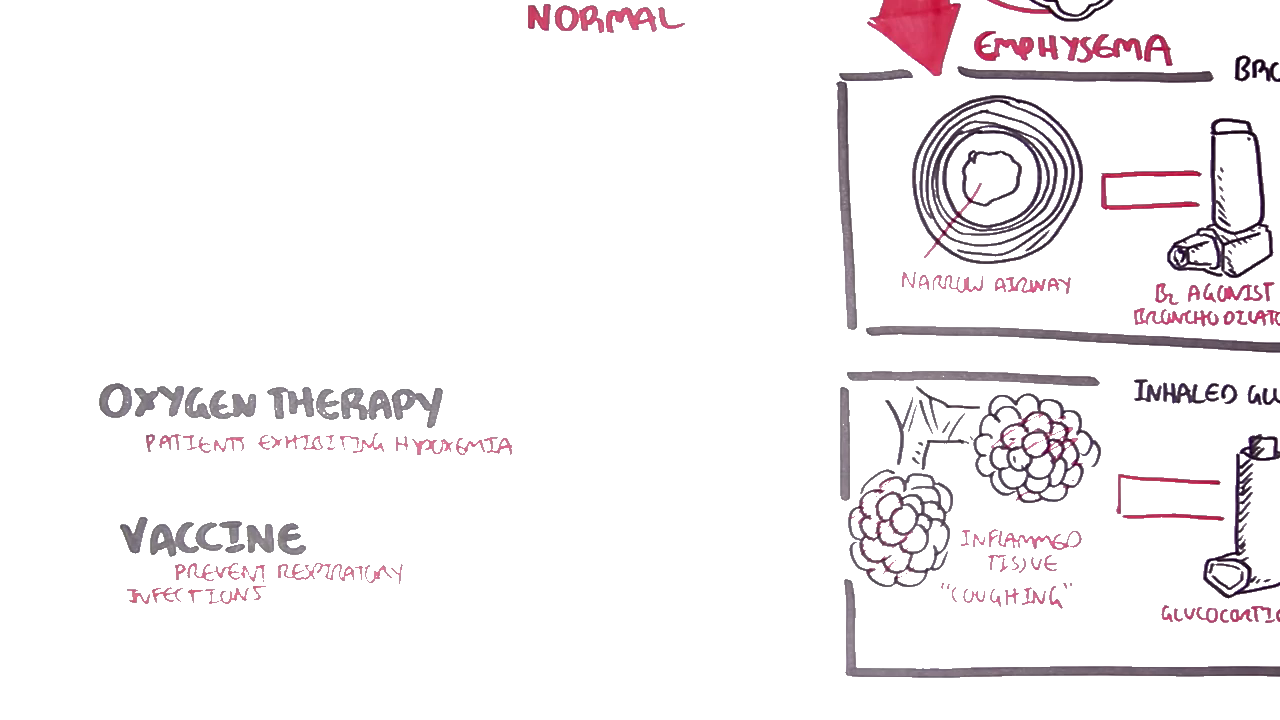 NORMAL
EMPHYSEMA
BRO
NARROW AIRWAY
B2 AGONIST
BRONCHODILATO
OXYGEN THERAPY
PATIENTS EXHIBITING HYPOXEMIA
VACCINE
PREVENT RESPIRATORY
INFECTIONS
INHALED GLU
INFLAMMED
TISSUE
"COUGHING"
GLUCOCORTIC